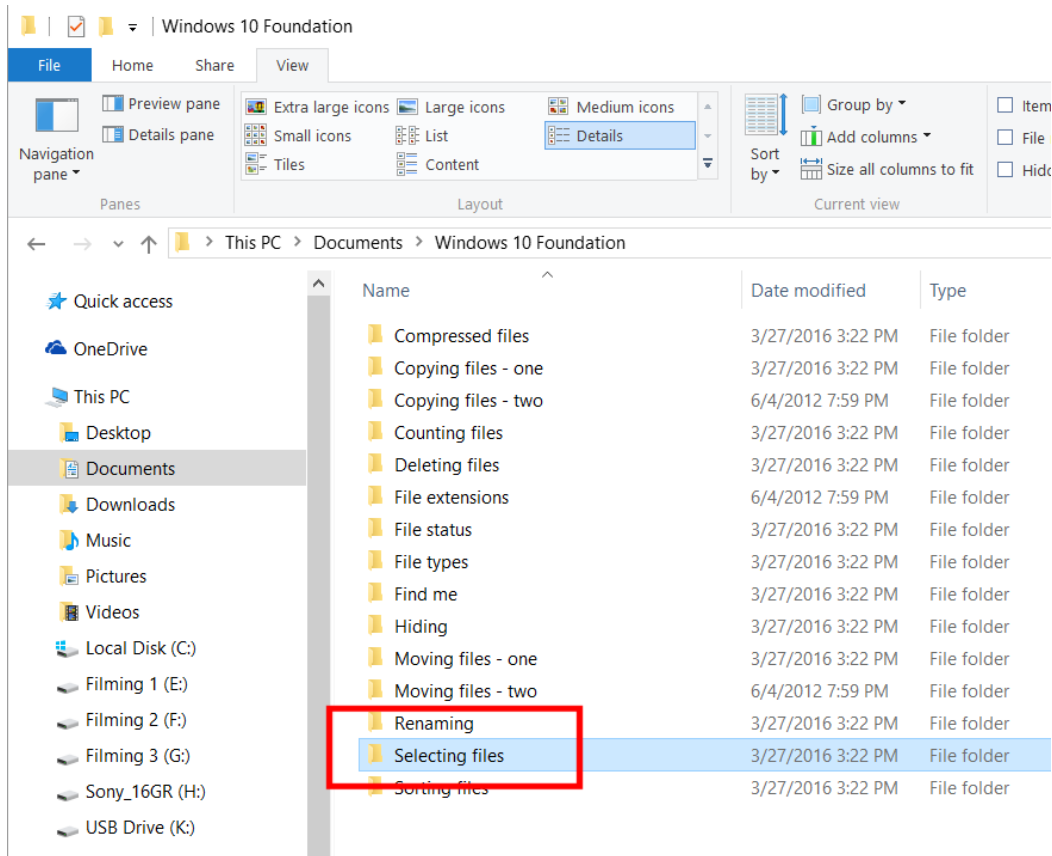 Windows 10 Foundation
File Home Share View
Preview pane
Details pane
Navigation pane
Extra large icons Large icons Medium icons
Small icons List Details
Tiles Content
Sort by
Group by
Add columns
Size all columns to fit
Item
File
Panes Layout Current view
This PC > Documents > Windows 10 Foundation
Quick access
OneDrive
This PC
Desktop
Documents
Downloads
Music
Pictures
Videos
Local Disk (C:)
Filming 1 (E:)
Filming 2 (F:)
Filming 3 (G:)
Sony_16GR (H:)
USB Drive (K:)
Name Date modified Type
Compressed files 3/27/2016 3:22 PM File folder
Copying files - one 3/27/2016 3:22 PM File folder
Copying files - two 6/4/2012 7:59 PM File folder
Counting files 3/27/2016 3:22 PM File folder
Deleting files 3/27/2016 3:22 PM File folder
File extensions 6/4/2012 7:59 PM File folder
File status 3/27/2016 3:22 PM File folder
File types 3/27/2016 3:22 PM File folder
Find me 3/27/2016 3:22 PM File folder
Hiding 3/27/2016 3:22 PM File folder
Moving files - one 3/27/2016 3:22 PM File folder
Moving files - two 6/4/2012 7:59 PM File folder
Renaming 3/27/2016 3:22 PM File folder
Selecting files 3/27/2016 3:22 PM File folder
Sorting files 3/27/2016 3:22 PM File folder